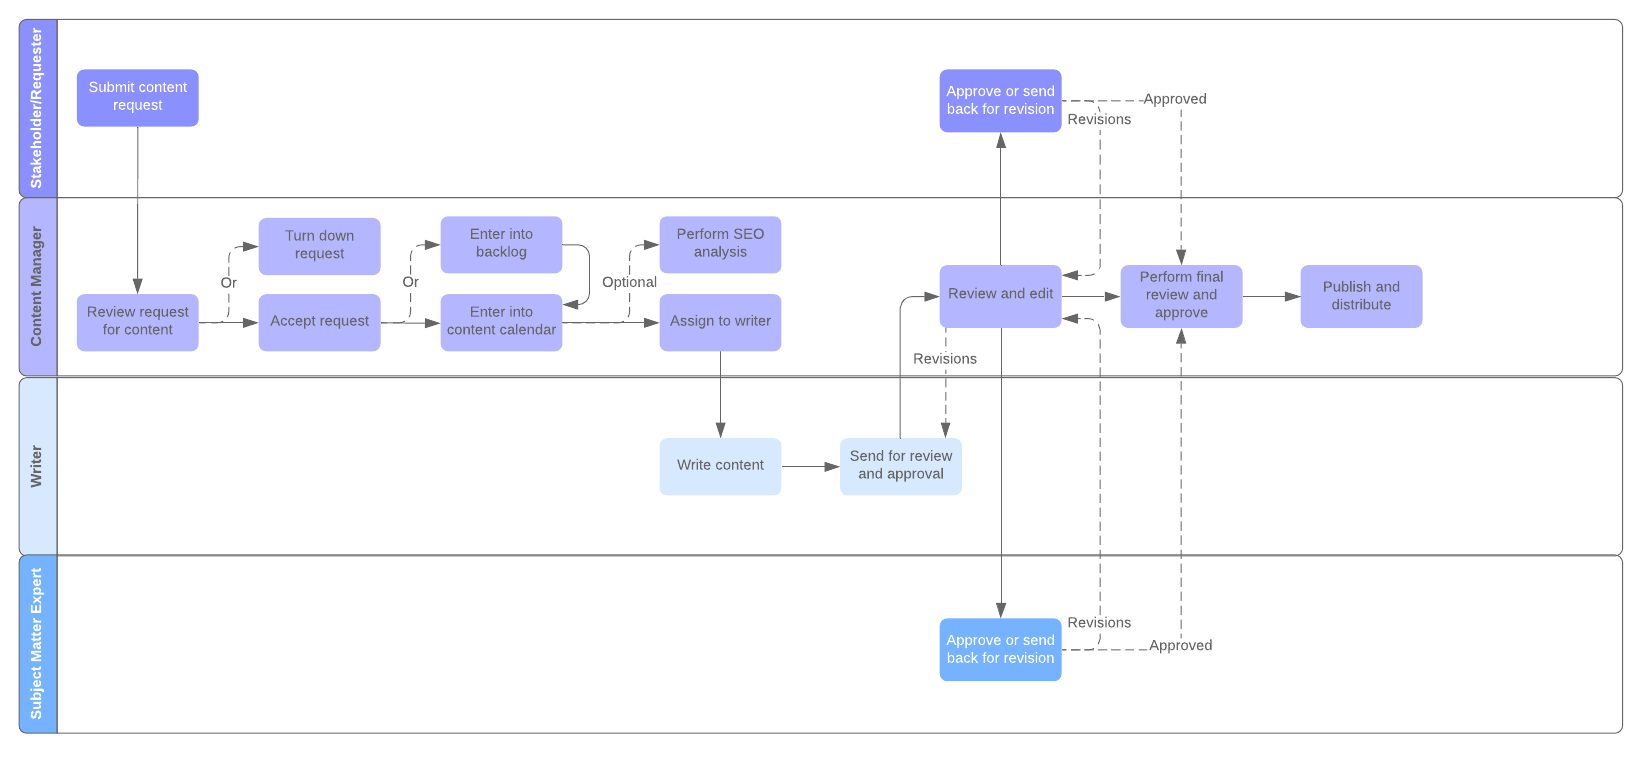 Stakeholder/Requester
Submit content
request
Approve or send
back for revision
Approved
Revisions
Content Manager
Turn down
request
Enter into
backlog
Perform SEO
analysis
Or
Or
Optional
Review request
for content
Accept request
Enter into
content calendar
Assign to writer
Review and edit
Perform final
review and
approve
Publish and
distribute
Revisions
Writer
Write content
Send for review
and approval
Subject Matter Expert
Approve or send
back for revision
Revisions
Approved